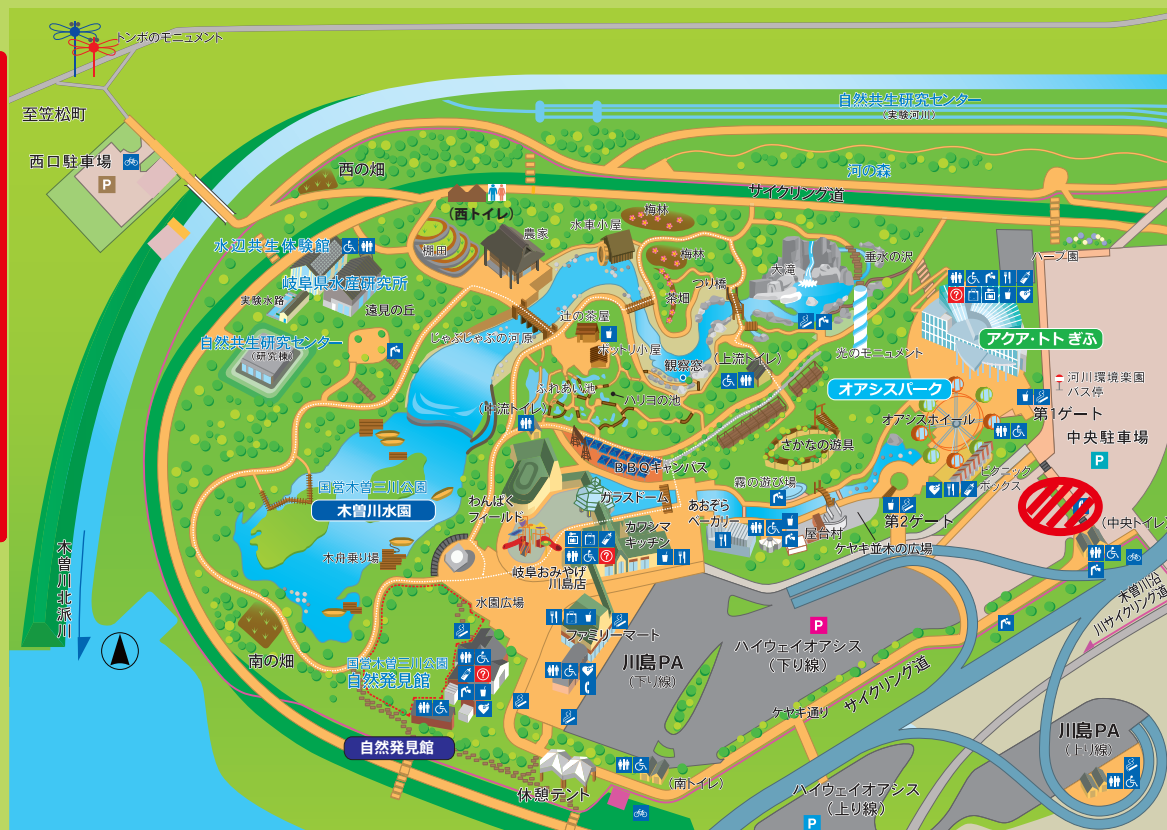 トンボのモニュメント
至笠松町
西口駐車場
P
自然共生研究センター
(実験河川)
西の畑
河の森
サイクリング道
(西トイレ)
水車小屋
梅林
農家
棚田
梅林
大滝
垂水の沢
ハーブ園
水辺共生体験館
岐阜県水産研究所
実験水路
遠見の丘
つり橋
茶畑
辻の茶屋
アクア・トト ぎふ
自然共生研究センター
(研究棟)
じゃぶじゃぶの河原
ホットリ小屋
観察窓
(上流トイレ)
光のモニュメント
河川環境楽園
バス停
オアシスパーク
ふれあい池
ハリヨの池
(中流トイレ)
オアシスホイール
第1ゲート
中央駐車場
P
さかなの遊具
BBQキャンパス
ピクニック
ボックス
国営木曽三川公園
木曽川水園
わんぱく
フィールド
ガラスドーム
霧の遊び場
あおぞら
ベーカリー
カワシマ
キッチン
屋台村
第2ゲート
ケヤキ並木の広場
(中央トイレ)
木舟乗り場
岐阜おみやげ
川島店
木曽川北派川
木曽川沿
川サイクリング道
水園広場
ファミリーマート
P
ハイウェイオアシス
(下り線)
川島PA
(下り線)
南の畑
国営木曽三川公園
自然発見館
サイクリング道
ケヤキ通り
自然発見館
川島PA
(上り線)
休憩テント
(南トイレ)
ハイウェイオアシス
(上り線)
P